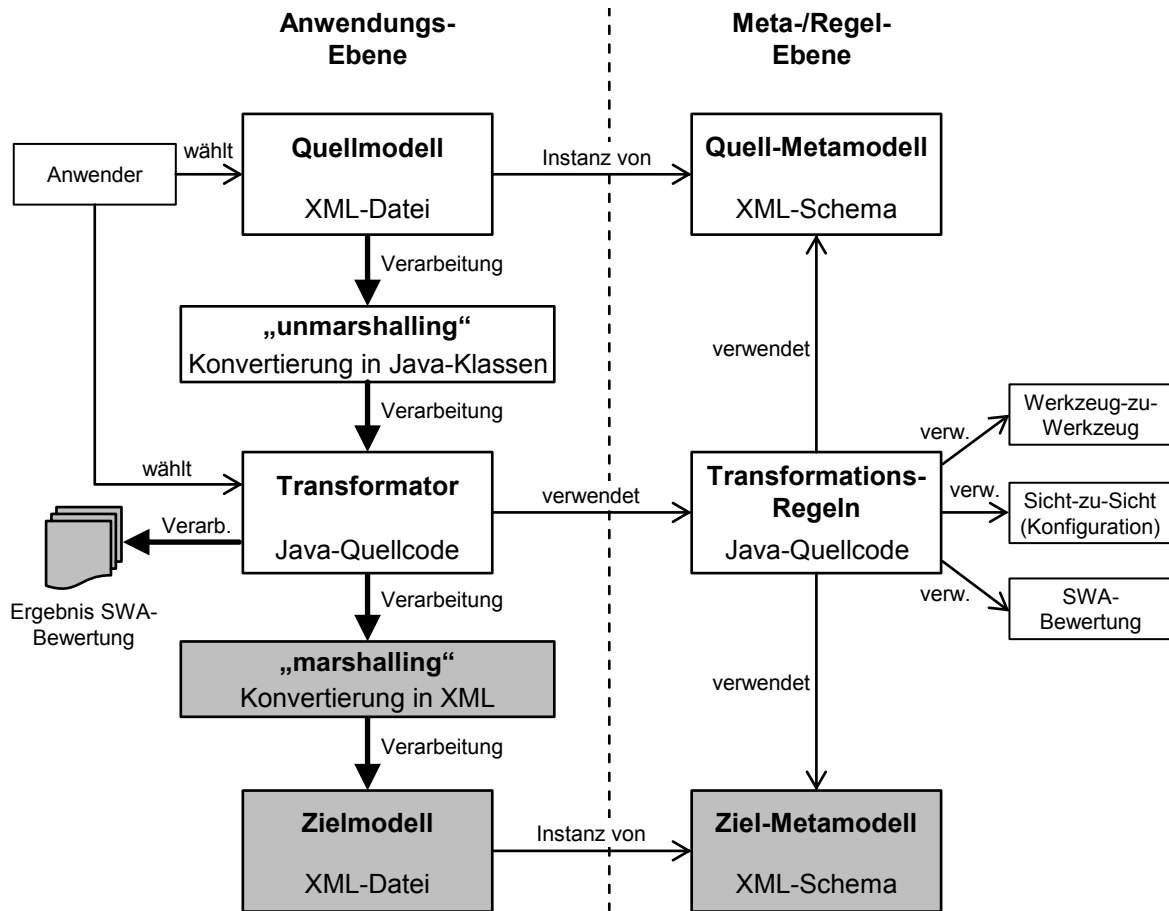 Anwendungs-
Ebene
Meta-/Regel-
Ebene
Anwender
wählt
Quellmodell
XML-Datei
Instanz von
Quell-Metamodell
XML-Schema
Verarbeitung
„unmarshalling“
Konvertierung in Java-Klassen
verwendet
Verarbeitung
wählt
Transformator
Java-Quellcode
verwendet
Transformations-
Regeln
Java-Quellcode
verw.
Werkzeug-zu-
Werkzeug
verw.
Sicht-zu-Sicht
(Konfiguration)
verw.
SWA-
Bewertung
Verarb.
Ergebnis SWA-
Bewertung
Verarbeitung
„marshalling“
Konvertierung in XML
verwendet
Verarbeitung
Zielmodell
XML-Datei
Instanz von
Ziel-Metamodell
XML-Schema